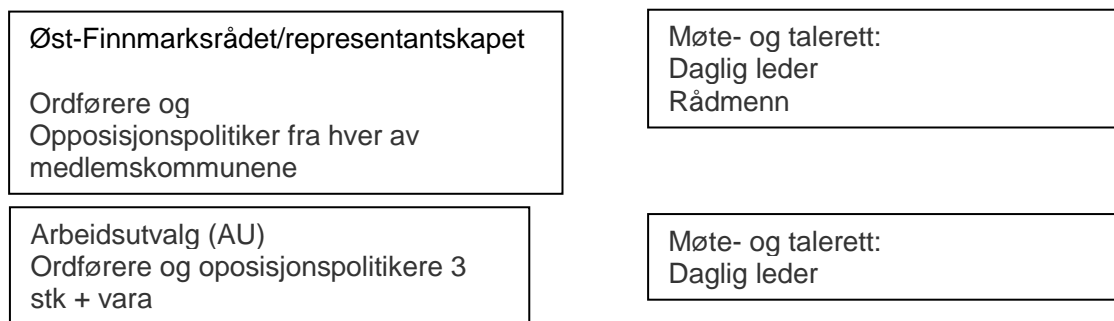 Øst-Finnmarksrådet/representantskapet
Ordførere og
Opposisjonspolitiker fra hver av
medlemskommunene
Møte- og talerett:
Daglig leder
Rådmenn
Arbeidsutvalg (AU)
Ordførere og oposisjonspolitikere 3
stk + vara
Møte- og talerett:
Daglig leder